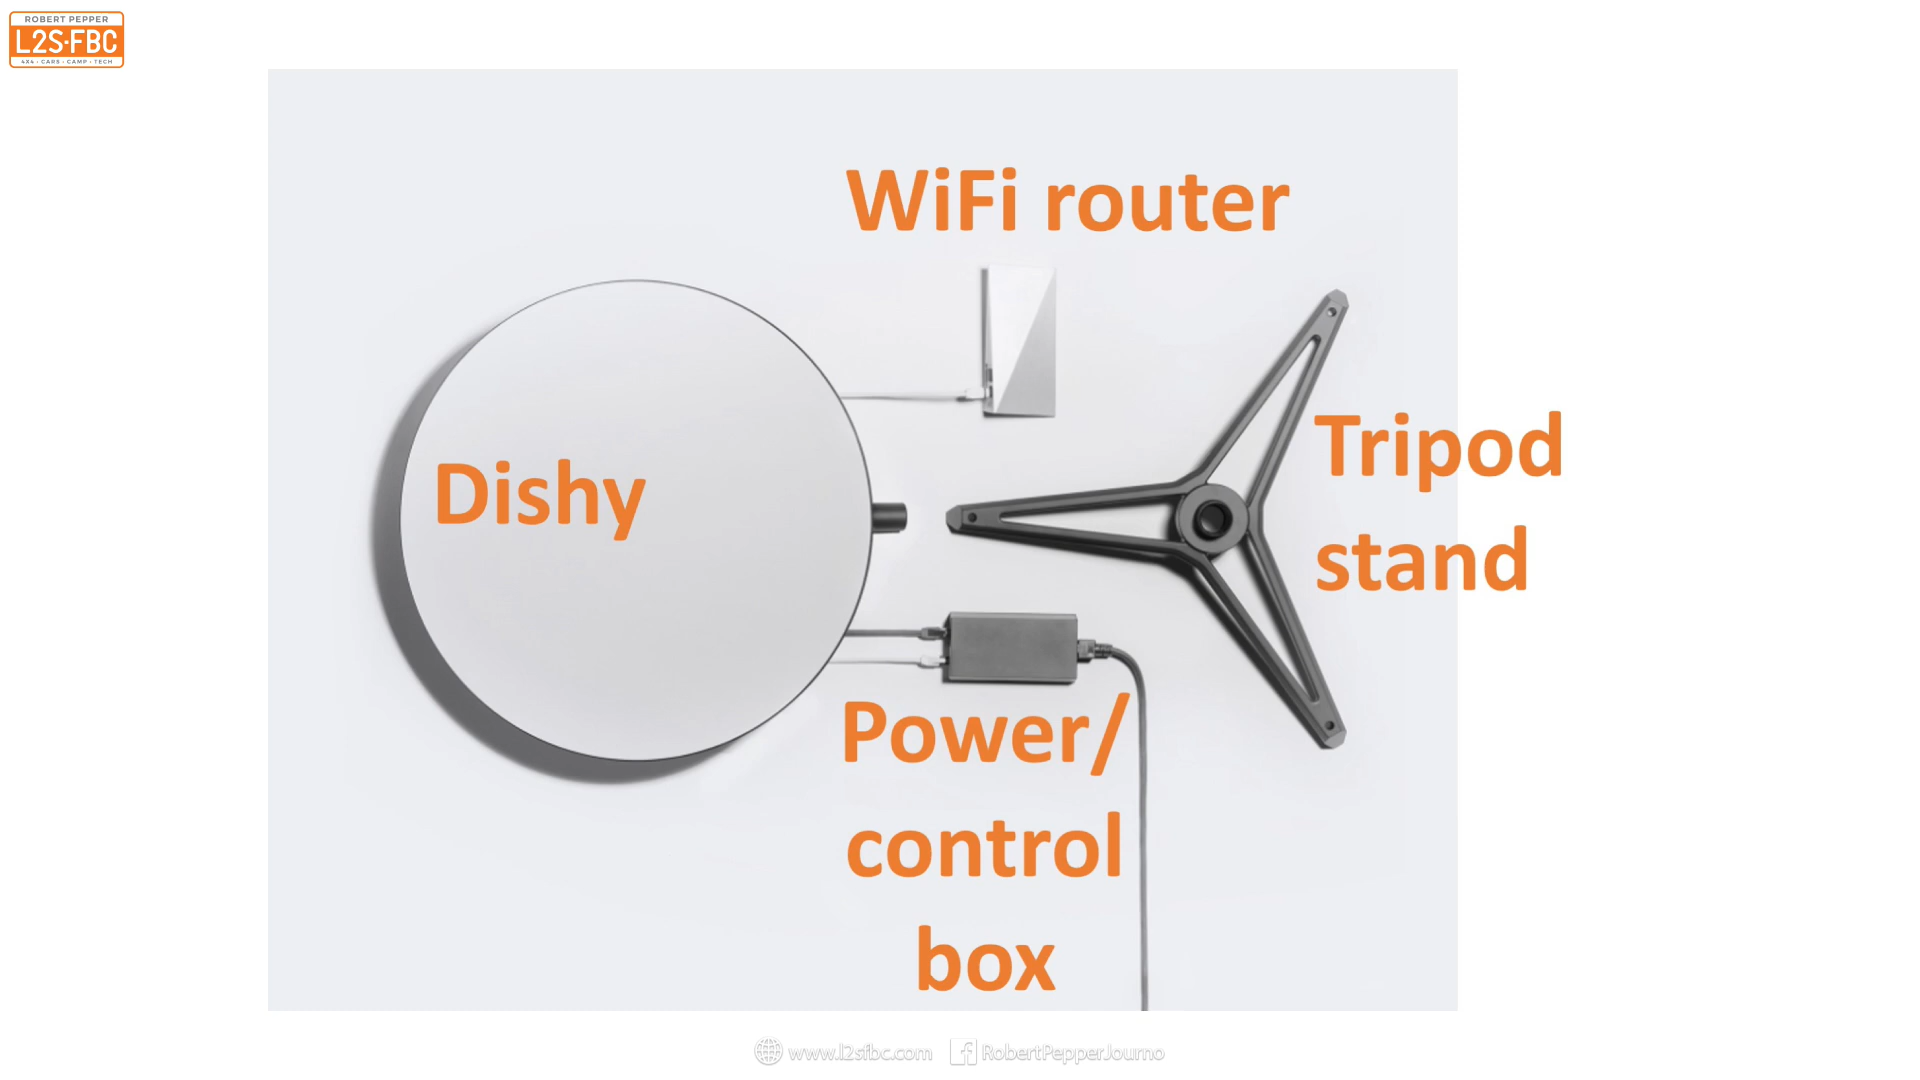 ROBERT PEPPER
L2S·FBC
4X4 • CARS • CAMP • TECH
WiFi router
Dishy
Tripod
stand
Power/
control
box
www.l2sfbc.com RobertPepperJourno